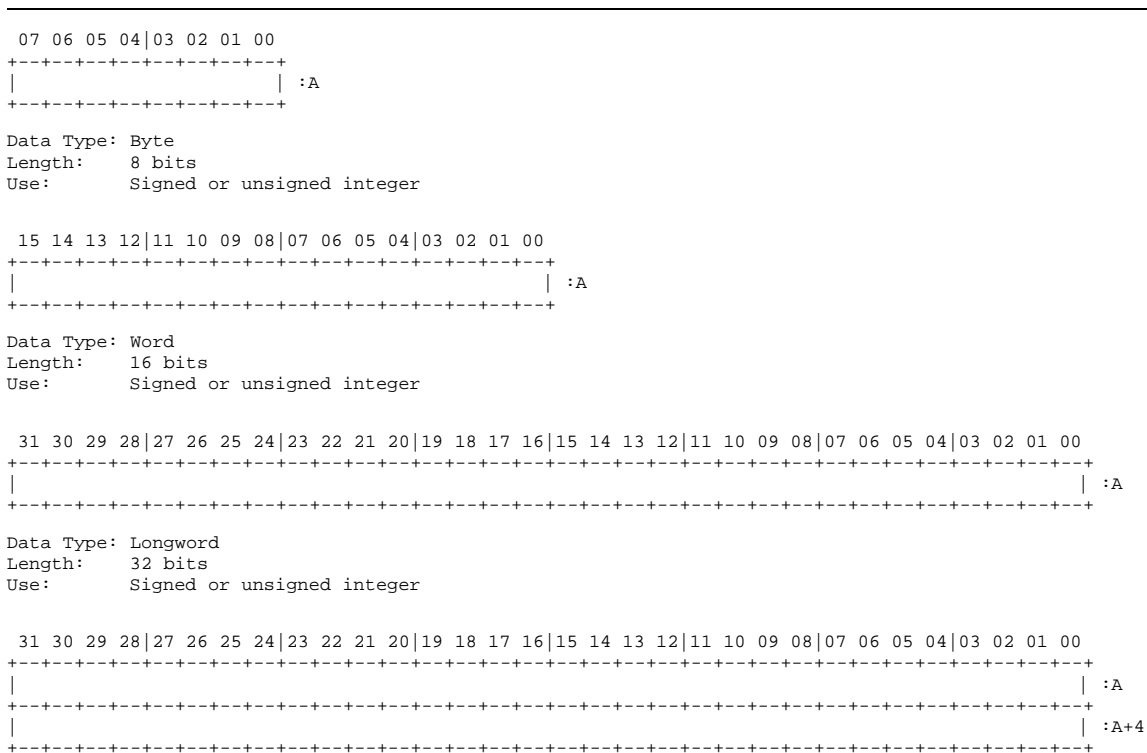 07 06 05 04|03 02 01 00
+--+--+--+--+--+--+--+--+
|                       | :A
+--+--+--+--+--+--+--+--+
Data Type: Byte
Length:    8 bits
Use:       Signed or unsigned integer
15 14 13 12|11 10 09 08|07 06 05 04|03 02 01 00
+--+--+--+--+--+--+--+--+--+--+--+--+--+--+--+--+
|                                               | :A
+--+--+--+--+--+--+--+--+--+--+--+--+--+--+--+--+
Data Type: Word
Length:    16 bits
Use:       Signed or unsigned integer
31 30 29 28|27 26 25 24|23 22 21 20|19 18 17 16|15 14 13 12|11 10 09 08|07 06 05 04|03 02 01 00
+--+--+--+--+--+--+--+--+--+--+--+--+--+--+--+--+--+--+--+--+--+--+--+--+--+--+--+--+--+--+--+--+
|                                                                                               | :A
+--+--+--+--+--+--+--+--+--+--+--+--+--+--+--+--+--+--+--+--+--+--+--+--+--+--+--+--+--+--+--+--+
Data Type: Longword
Length:    32 bits
Use:       Signed or unsigned integer
31 30 29 28|27 26 25 24|23 22 21 20|19 18 17 16|15 14 13 12|11 10 09 08|07 06 05 04|03 02 01 00
+--+--+--+--+--+--+--+--+--+--+--+--+--+--+--+--+--+--+--+--+--+--+--+--+--+--+--+--+--+--+--+--+
|                                                                                               | :A
+--+--+--+--+--+--+--+--+--+--+--+--+--+--+--+--+--+--+--+--+--+--+--+--+--+--+--+--+--+--+--+--+
|                                                                                               | :A+4
+--+--+--+--+--+--+--+--+--+--+--+--+--+--+--+--+--+--+--+--+--+--+--+--+--+--+--+--+--+--+--+--+